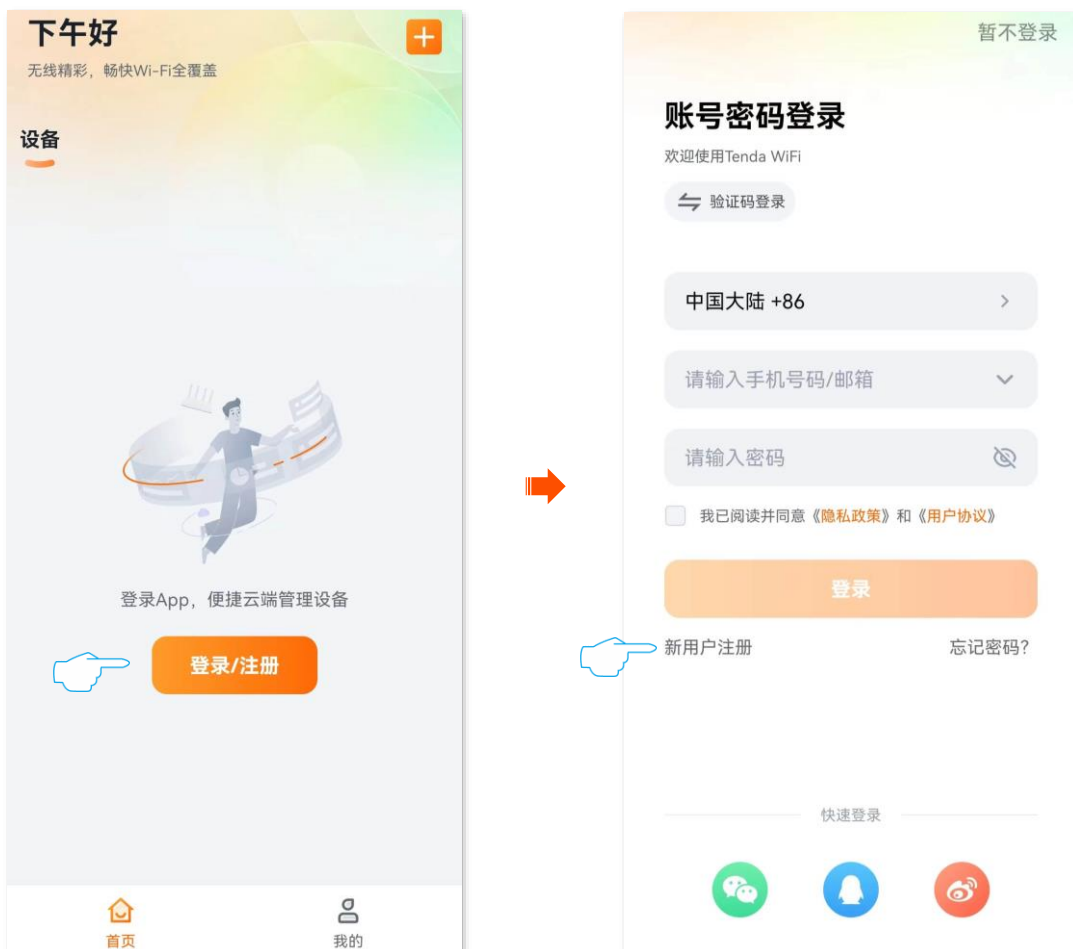 下午好
无线精彩，畅快Wi-Fi全覆盖
设备
登录App，便捷云端管理设备
登录/注册
首页
我的
暂不登录
账号密码登录
欢迎使用Tenda WiFi
验证码登录
中国大陆 +86
请输入手机号码/邮箱
请输入密码
我已阅读并同意《隐私政策》和《用户协议》
登录
新用户注册
忘记密码?
快速登录